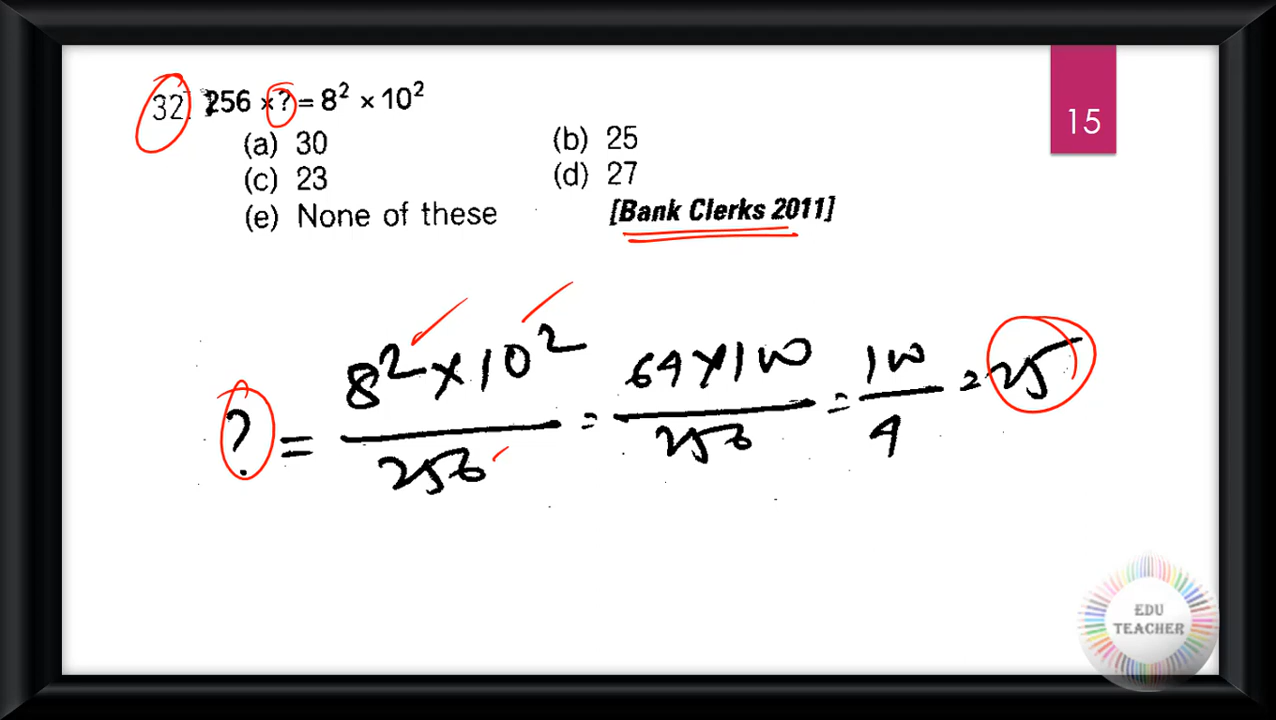 32. 256 × ? = 8² × 10²
15
(a) 30 (b) 25
(c) 23 (d) 27
(e) None of these [Bank Clerks 2011]
? = 8² × 10² / 256 = 64 × 100 / 256 = 100 / 4 = 25
EDU
TEACHER